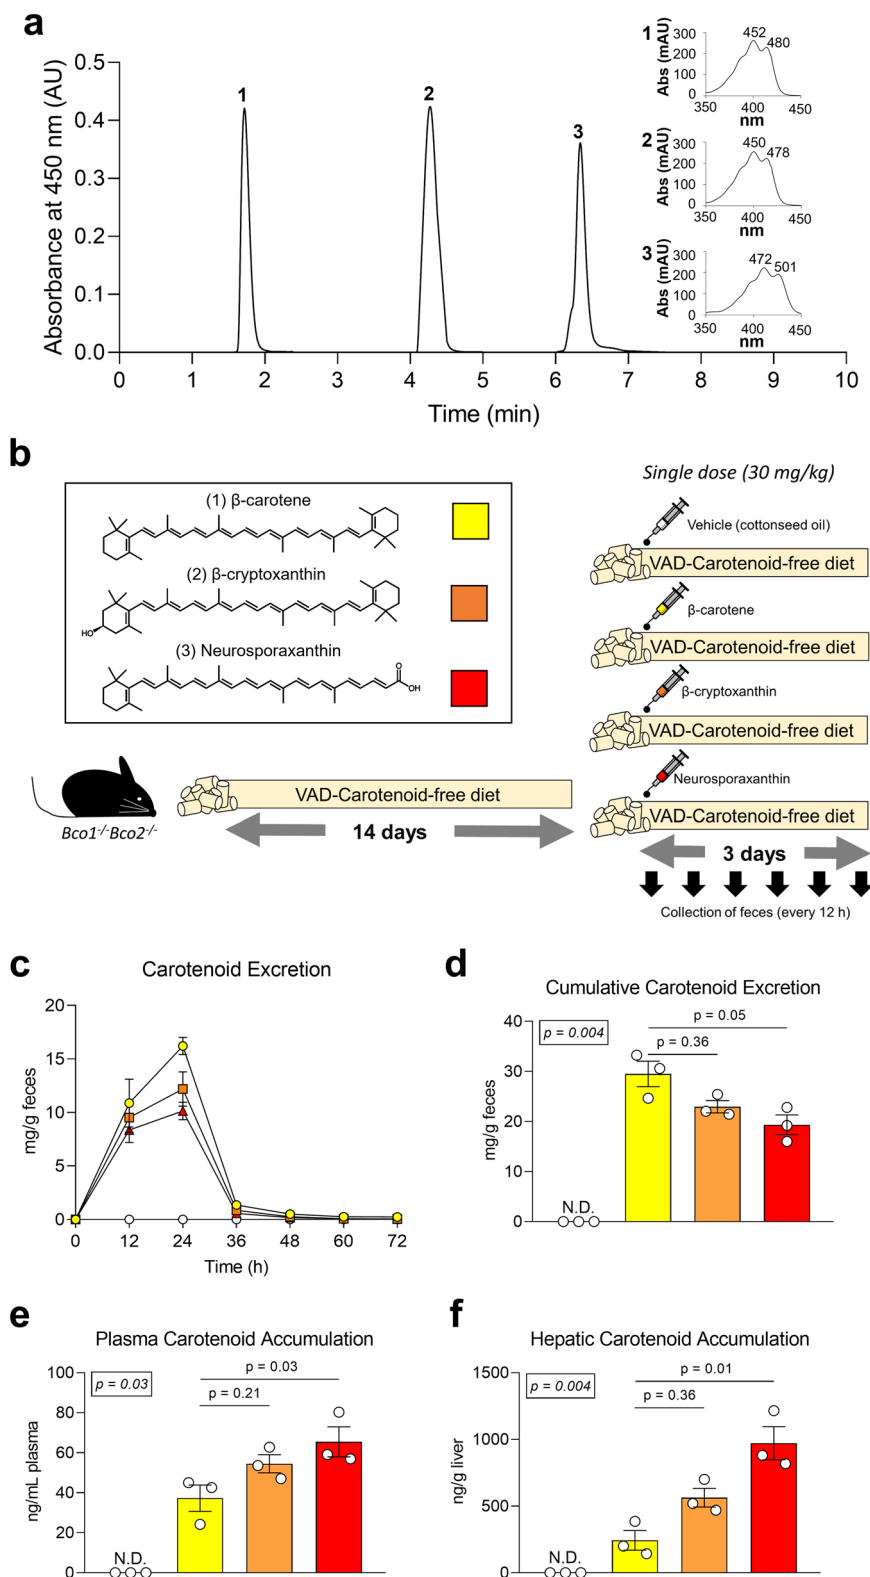 a
Absorbance at 450 nm (AU)
0.5
0.4
0.3
0.2
0.1
0.0
0 1 2 3 4 5 6 7 8 9 10
Time (min)
1
2
3
1
Abs (mAU)
300
200
100
0
452
480
350 400 450
nm
2
Abs (mAU)
300
200
100
0
450
478
350 400 450
nm
3
Abs (mAU)
300
200
100
0
472
501
350 400 450
nm
b
(1) β-carotene
(2) β-cryptoxanthin
HO
(3) Neurosporaxanthin
O
OH
Bco1-/-Bco2-/-
VAD-Carotenoid-free diet
14 days
Single dose (30 mg/kg)
Vehicle (cottonseed oil)
VAD-Carotenoid-free diet
β-carotene
VAD-Carotenoid-free diet
β-cryptoxanthin
VAD-Carotenoid-free diet
Neurosporaxanthin
VAD-Carotenoid-free diet
3 days
Collection of feces (every 12 h)
c
Carotenoid Excretion
mg/g feces
20
15
10
5
0
0 12 24 36 48 60 72
Time (h)
d
Cumulative Carotenoid Excretion
mg/g feces
40
30
20
10
0
p = 0.004
p = 0.05
p = 0.36
N.D.
e
Plasma Carotenoid Accumulation
ng/mL plasma
100
80
60
40
20
0
p = 0.03
p = 0.03
p = 0.21
N.D.
f
Hepatic Carotenoid Accumulation
ng/g liver
1500
1000
500
0
p = 0.004
p = 0.01
p = 0.36
N.D.